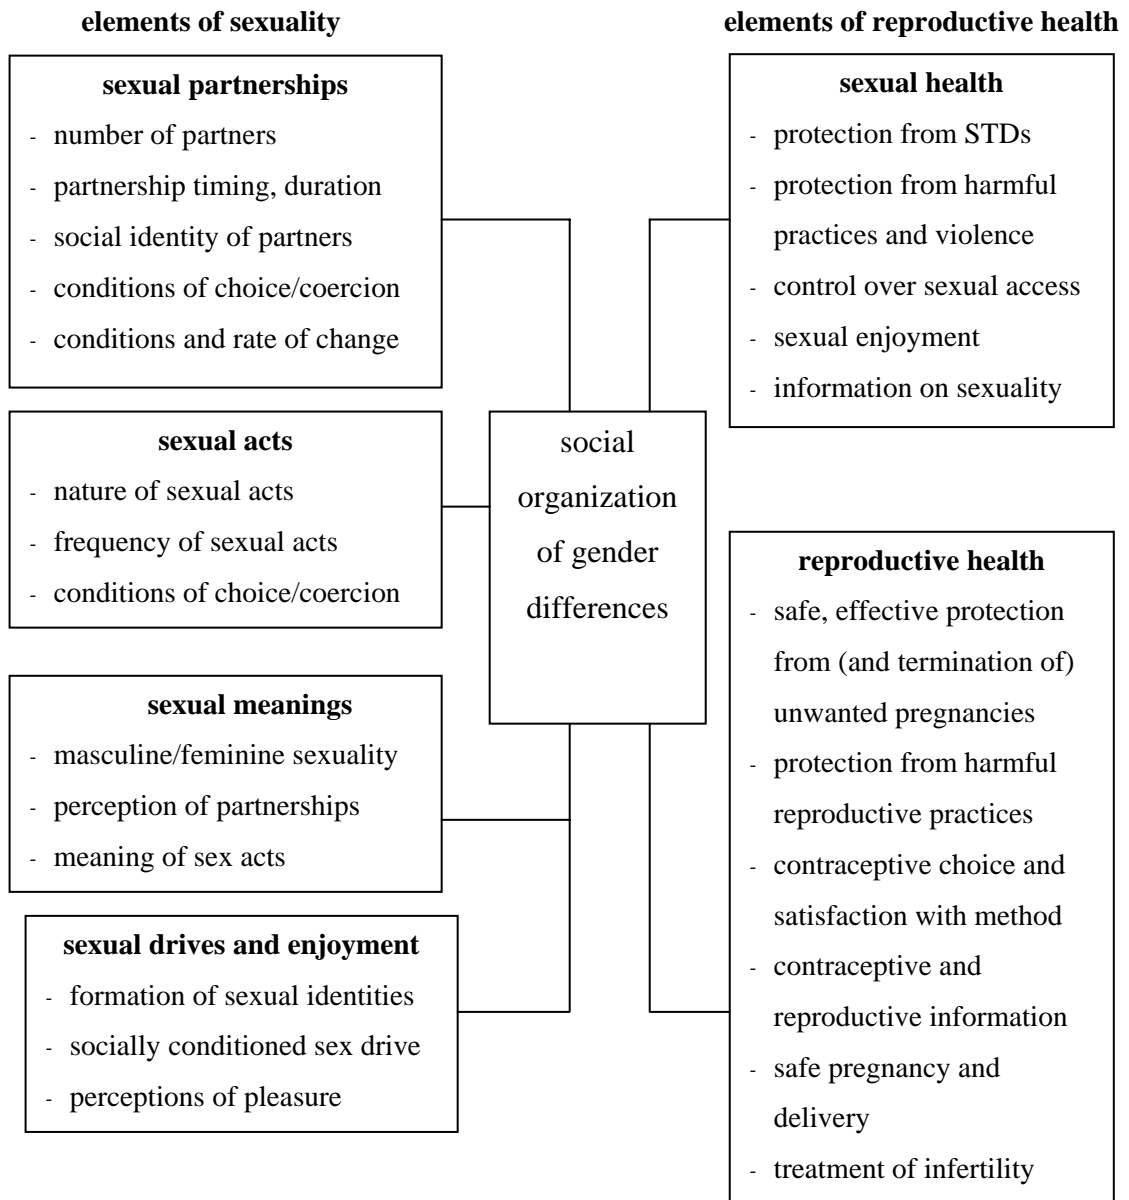 elements of sexuality
sexual partnerships
- number of partners
- partnership timing, duration
- social identity of partners
- conditions of choice/coercion
- conditions and rate of change
sexual acts
- nature of sexual acts
- frequency of sexual acts
- conditions of choice/coercion
sexual meanings
- masculine/feminine sexuality
- perception of partnerships
- meaning of sex acts
sexual drives and enjoyment
- formation of sexual identities
- socially conditioned sex drive
- perceptions of pleasure
social
organization
of gender
differences
elements of reproductive health
sexual health
- protection from STDs
- protection from harmful
practices and violence
- control over sexual access
- sexual enjoyment
- information on sexuality
reproductive health
- safe, effective protection
from (and termination of)
unwanted pregnancies
- protection from harmful
reproductive practices
- contraceptive choice and
satisfaction with method
- contraceptive and
reproductive information
- safe pregnancy and
delivery
- treatment of infertility